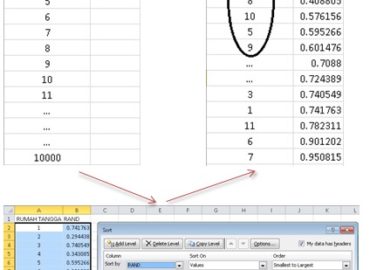 5
6
7
8
9
10
11
...
...
...
10000
8 0.408805
10 0.576156
5 0.595266
9 0.601476
... 0.7088
... 0.724389
3 0.740549
1 0.741763
11 0.782311
6 0.901202
7 0.950815
A B C D E F G H I J K L
1 RUMAH TANGGA RAND
2 1 0.741763
3 2 0.294438
4 3 0.740549
5 4 0.343085
6 5 0.595266
Sort
Add Level Delete Level Copy Level Options... My data has headers
Column Sort On Order
Sort by RAND Values Smallest to Largest